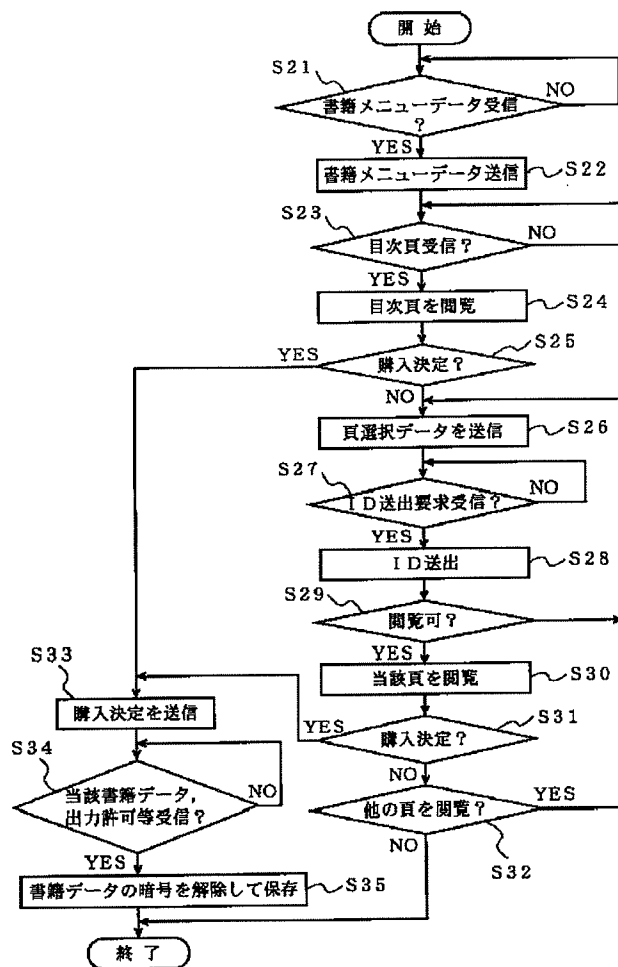 開 始
S21
NO
書籍メニューデータ受信
？
YES
書籍メニューデータ送信
S22
S23
目次頁受信？
NO
YES
目次頁を閲覧
S24
S25
YES
購入決定？
NO
頁選択データを送信
S26
S27
ＩＤ送出要求受信？
NO
YES
ＩＤ送出
S28
S29
閲覧可？
YES
当該頁を閲覧
S30
S33
購入決定を送信
YES
S31
購入決定？
NO
S34
当該書籍データ,
出力許可等受信？
NO
他の頁を閲覧？
YES
S32
YES
NO
書籍データの暗号を解除して保存
S35
終 了